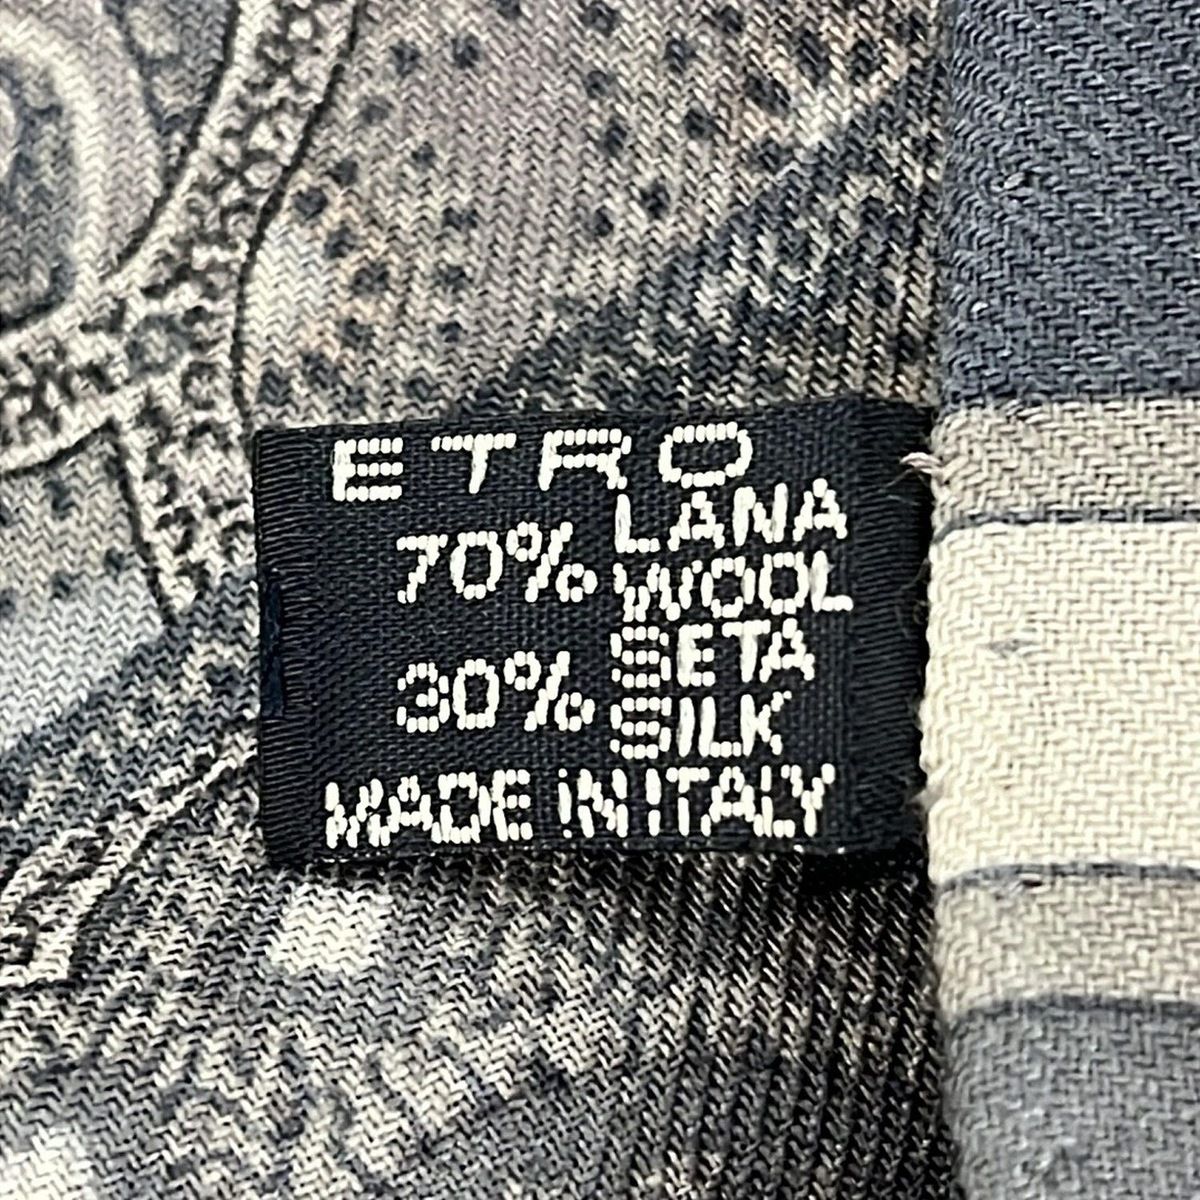 ETRO
70% LANA
WOOL
30% SETA
SILK
MADE IN ITALY